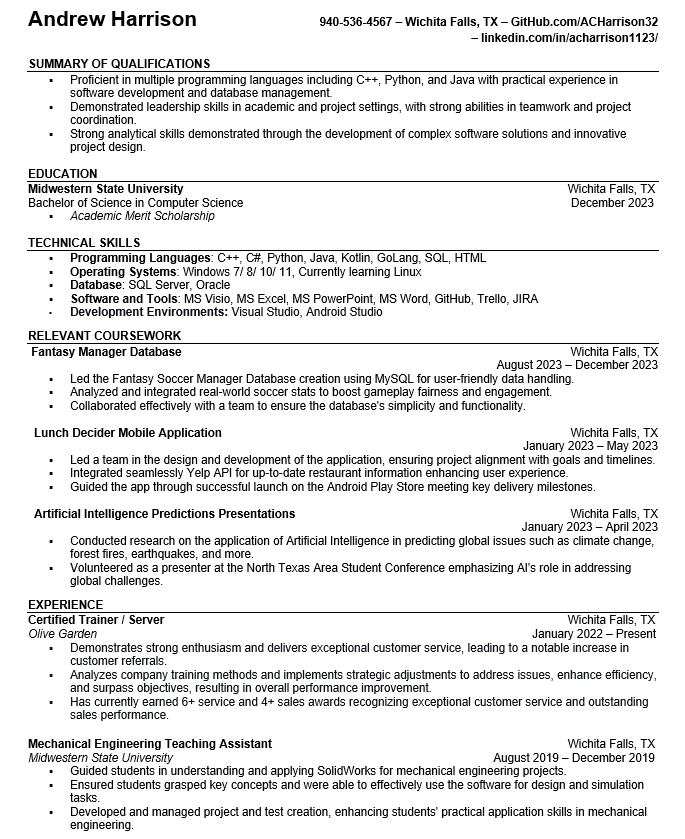 Andrew Harrison
940-536-4567 – Wichita Falls, TX – GitHub.com/ACHarrison32
– linkedin.com/in/acharrison1123/
SUMMARY OF QUALIFICATIONS
▪ Proficient in multiple programming languages including C++, Python, and Java with practical experience in
software development and database management.
▪ Demonstrated leadership skills in academic and project settings, with strong abilities in teamwork and project
coordination.
▪ Strong analytical skills demonstrated through the development of complex software solutions and innovative
project design.
EDUCATION
Midwestern State University Wichita Falls, TX
Bachelor of Science in Computer Science December 2023
▪ Academic Merit Scholarship
TECHNICAL SKILLS
▪ Programming Languages: C++, C#, Python, Java, Kotlin, GoLang, SQL, HTML
▪ Operating Systems: Windows 7/ 8/ 10/ 11, Currently learning Linux
▪ Database: SQL Server, Oracle
▪ Software and Tools: MS Visio, MS Excel, MS PowerPoint, MS Word, GitHub, Trello, JIRA
▪ Development Environments: Visual Studio, Android Studio
RELEVANT COURSEWORK
Fantasy Manager Database Wichita Falls, TX
August 2023 – December 2023
▪ Led the Fantasy Soccer Manager Database creation using MySQL for user-friendly data handling.
▪ Analyzed and integrated real-world soccer stats to boost gameplay fairness and engagement.
▪ Collaborated effectively with a team to ensure the database's simplicity and functionality.
Lunch Decider Mobile Application Wichita Falls, TX
January 2023 – May 2023
▪ Led a team in the design and development of the application, ensuring project alignment with goals and timelines.
▪ Integrated seamlessly Yelp API for up-to-date restaurant information enhancing user experience.
▪ Guided the app through successful launch on the Android Play Store meeting key delivery milestones.
Artificial Intelligence Predictions Presentations Wichita Falls, TX
January 2023 – April 2023
▪ Conducted research on the application of Artificial Intelligence in predicting global issues such as climate change,
forest fires, earthquakes, and more.
▪ Volunteered as a presenter at the North Texas Area Student Conference emphasizing AI's role in addressing
global challenges.
EXPERIENCE
Certified Trainer / Server Wichita Falls, TX
Olive Garden January 2022 – Present
▪ Demonstrates strong enthusiasm and delivers exceptional customer service, leading to a notable increase in
customer referrals.
▪ Analyzes company training methods and implements strategic adjustments to address issues, enhance efficiency,
and surpass objectives, resulting in overall performance improvement.
▪ Has currently earned 6+ service and 4+ sales awards recognizing exceptional customer service and outstanding
sales performance.
Mechanical Engineering Teaching Assistant Wichita Falls, TX
Midwestern State University August 2019 – December 2019
▪ Guided students in understanding and applying SolidWorks for mechanical engineering projects.
▪ Ensured students grasped key concepts and were able to effectively use the software for design and simulation
tasks.
▪ Developed and managed project and test creation, enhancing students' practical application skills in mechanical
engineering.